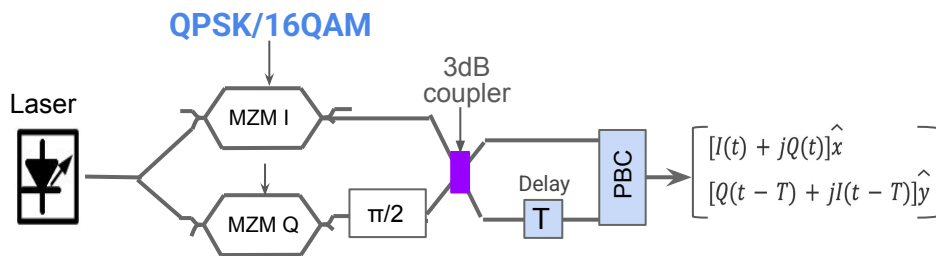 QPSK/16QAM
Laser
MZM I
3dB
coupler
MZM Q
π/2
Delay
T
PBC
[I(t) + jQ(t)]x̂
[Q(t − T) + jI(t − T)]ŷ